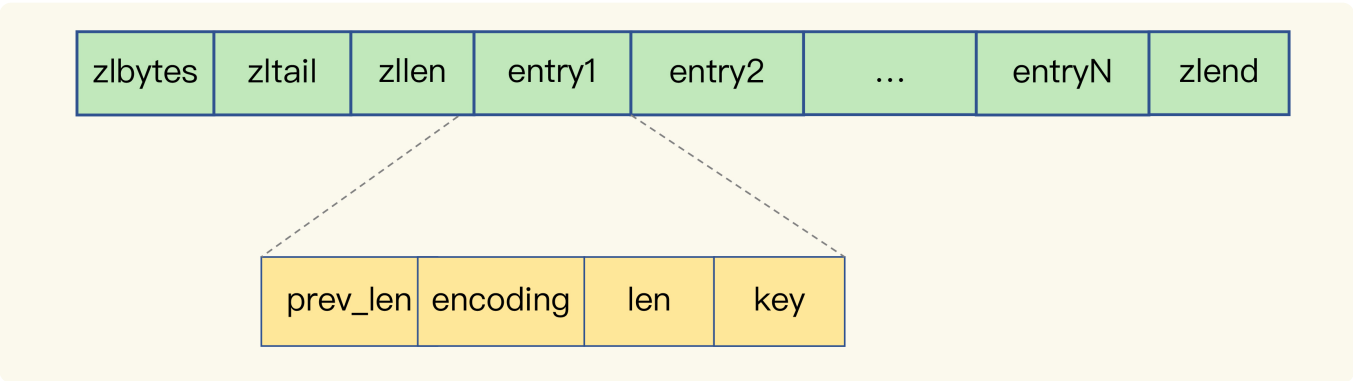 zlbytes zltail zllen entry1 entry2 ... entryN zlend
prev_len encoding len key